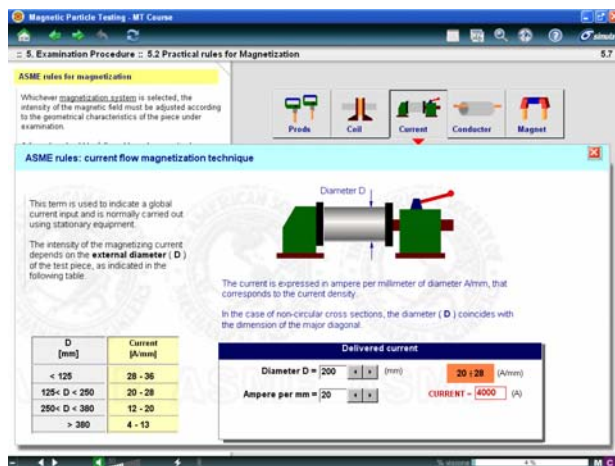 Magnetic Particle Testing - MT Course
:: 5. Examination Procedure :: 5.2 Practical rules for Magnetization
5.7
ASME rules for magnetization
Whichever magnetization system is selected, the
intensity of the magnetic field must be adjusted according
to the geometrical characteristics of the piece under
examination.
Prods
Coil
Current
Conductor
Magnet
ASME rules: current flow magnetization technique
This term is used to indicate a global
current input and is normally carried out
using stationary equipment.
The intensity of the magnetizing current
depends on the external diameter ( D )
of the test piece, as indicated in the
following table.
Diameter D
The current is expressed in ampere per millimeter of diameter A/mm, that
corresponds to the current density.
In the case of non-circular cross sections, the diameter ( D ) coincides with
the dimension of the major diagonal.
D [mm] Current [A/mm]
< 125 28 - 36
125< D < 250 20 - 28
250< D < 380 12 - 20
> 380 4 - 13
Delivered current
Diameter D = 200 (mm) 20 ÷ 28 (A/mm)
Ampere per mm = 20 CURRENT = 4000 (A)
4 %
M C